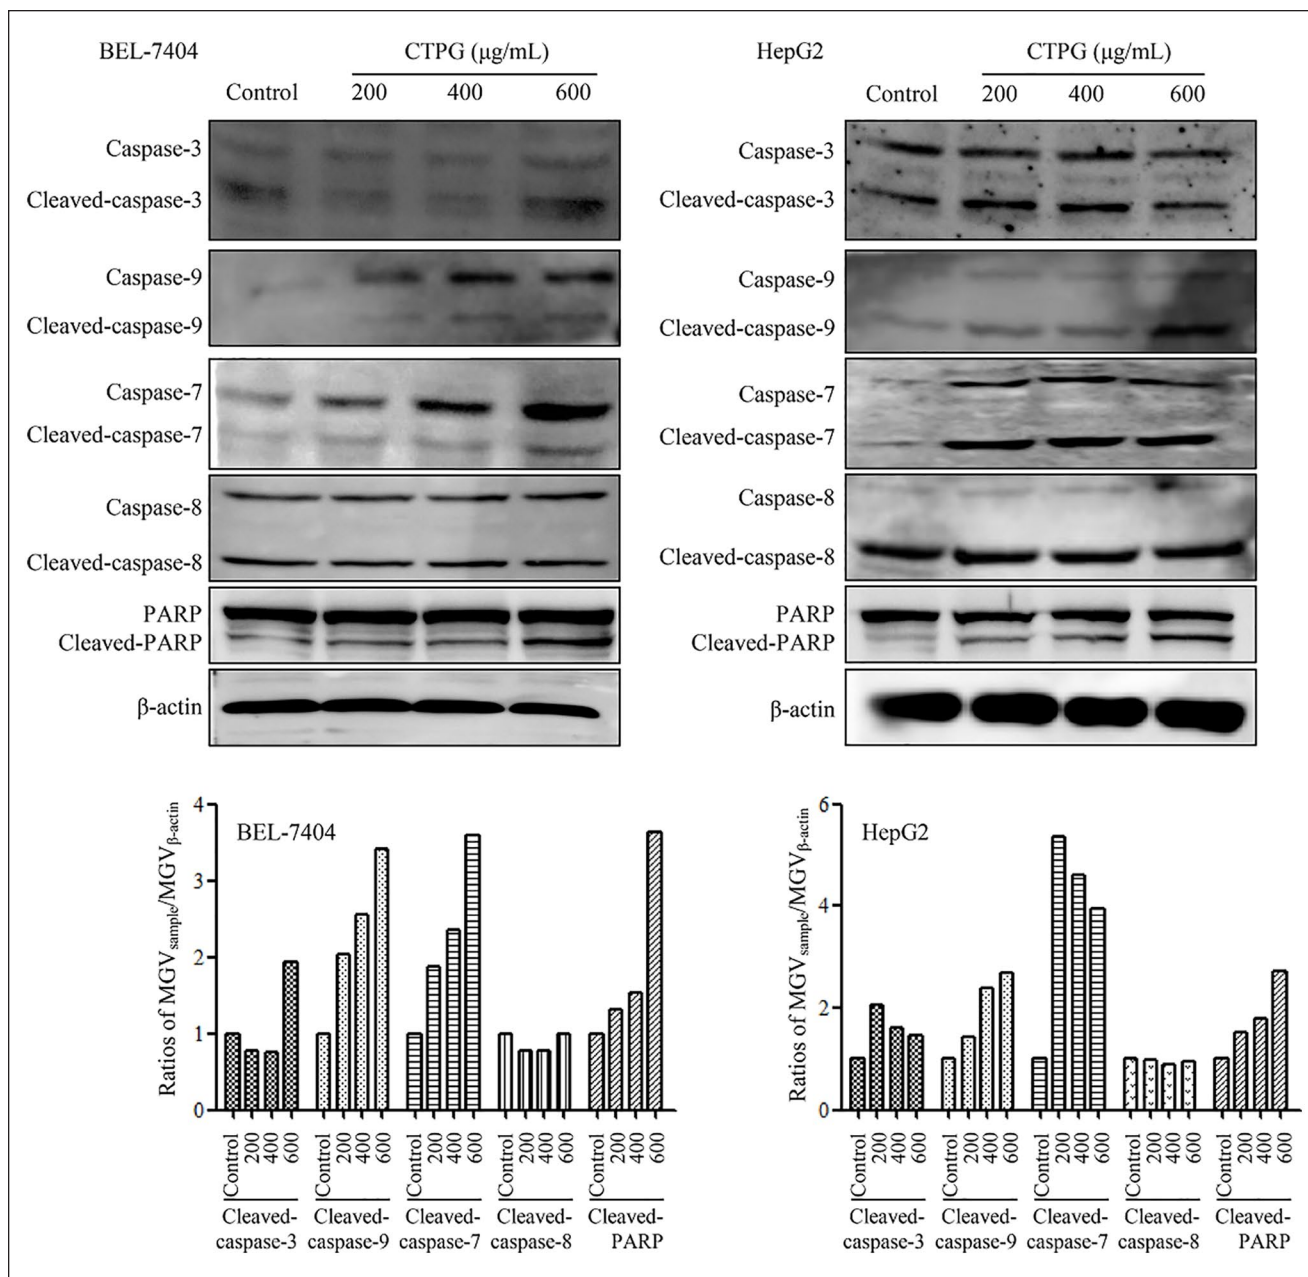 BEL-7404
CTPG (μg/mL)
Control 200 400 600
Caspase-3
Cleaved-caspase-3
Caspase-9
Cleaved-caspase-9
Caspase-7
Cleaved-caspase-7
Caspase-8
Cleaved-caspase-8
PARP
Cleaved-PARP
β-actin
HepG2
CTPG (μg/mL)
Control 200 400 600
Caspase-3
Cleaved-caspase-3
Caspase-9
Cleaved-caspase-9
Caspase-7
Cleaved-caspase-7
Caspase-8
Cleaved-caspase-8
PARP
Cleaved-PARP
β-actin
BEL-7404
Ratios of MGVsample/MGVβ-actin
4
3
2
1
0
Control 200 400 600 Control 200 400 600 Control 200 400 600 Control 200 400 600 Control 200 400 600
Cleaved- Cleaved- Cleaved- Cleaved- Cleaved-
caspase-3 caspase-9 caspase-7 caspase-8 PARP
HepG2
Ratios of MGVsample/MGVβ-actin
6
4
2
0
Control 200 400 600 Control 200 400 600 Control 200 400 600 Control 200 400 600 Control 200 400 600
Cleaved- Cleaved- Cleaved- Cleaved- Cleaved-
caspase-3 caspase-9 caspase-7 caspase-8 PARP